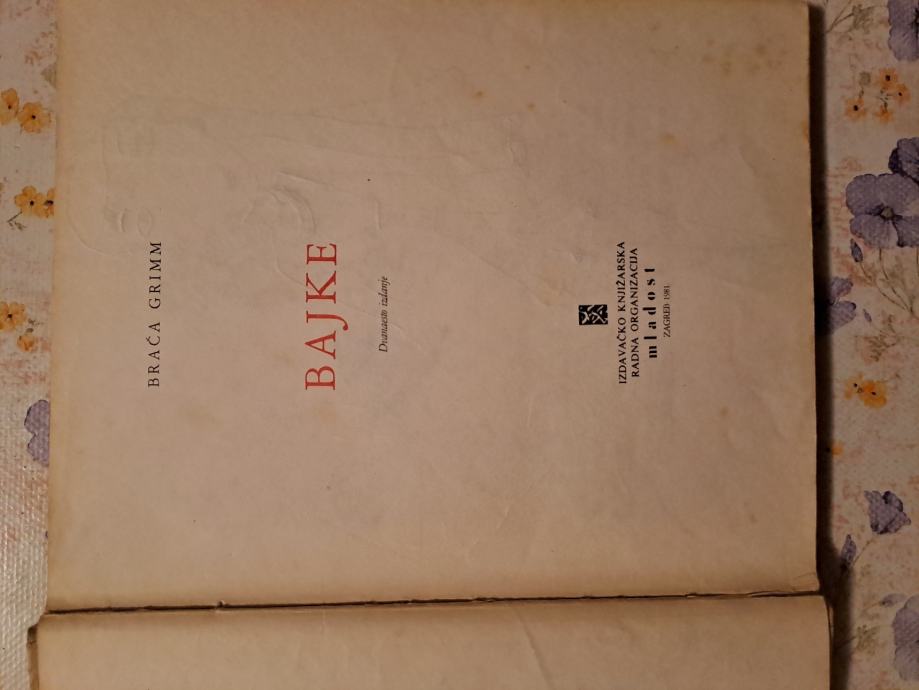 BRAĆA GRIMM
BAJKE
Dvanaesto izdanje
IZDAVAČKO KNJIŽARSKA
RADNA ORGANIZACIJA
mladost
ZAGREB 1981.